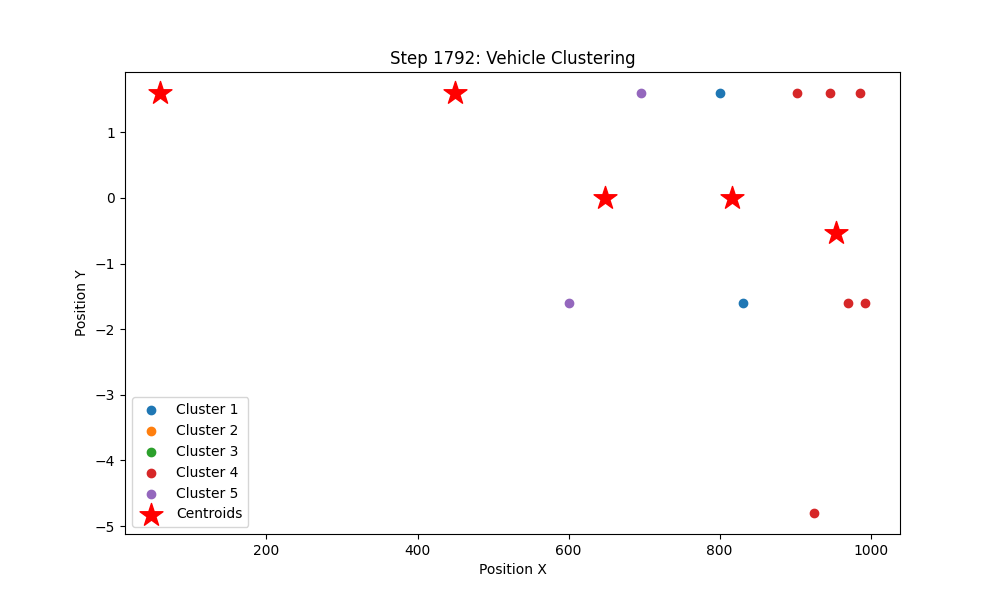 Step 1792: Vehicle Clustering
Position Y
1
0
−1
−2
−3
−4
−5
Cluster 1
Cluster 2
Cluster 3
Cluster 4
Cluster 5
Centroids
200 400 600 800 1000
Position X